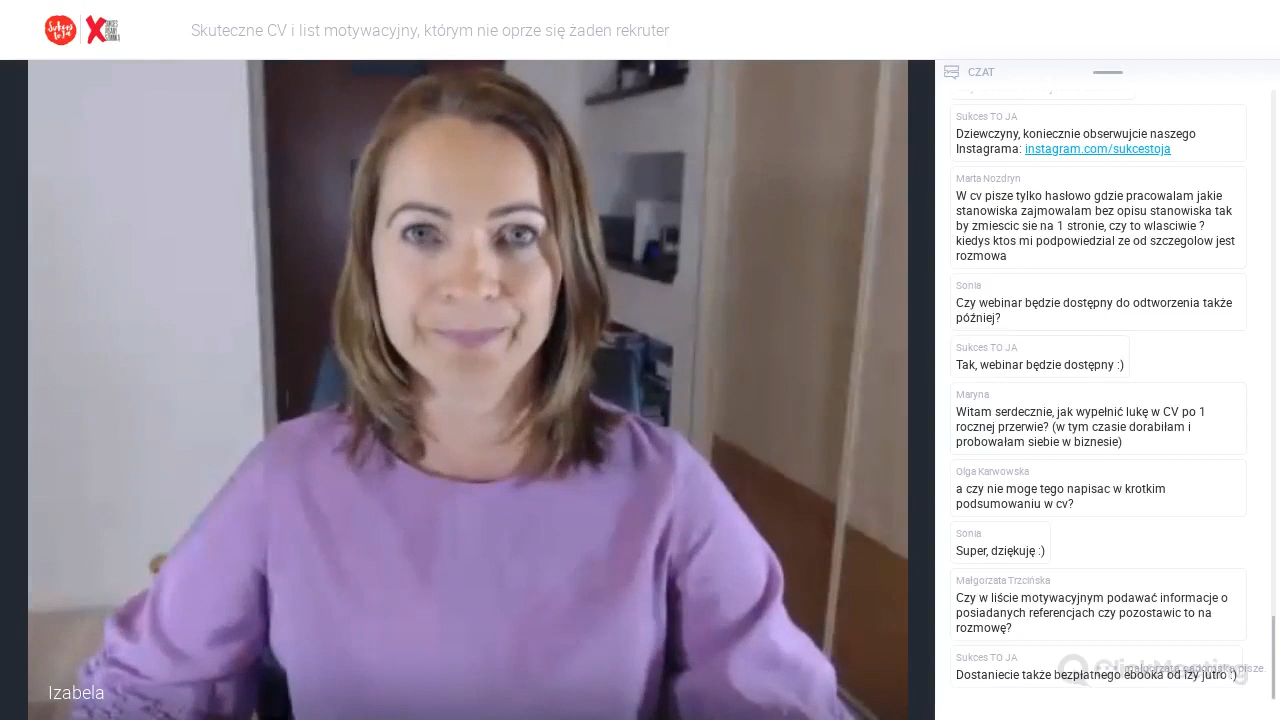 Sukces to Ja
Skuteczne CV i list motywacyjny, którym nie oprze się żaden rekruter
CZAT
Sukces TO JA
Dziewczyny, koniecznie obserwujcie naszego
Instagrama: instagram.com/sukcestoja
Marta Nozdryn
W cv pisze tylko hasłowo gdzie pracowalam jakie
stanowiska zajmowalam bez opisu stanowiska tak
by zmiescic sie na 1 stronie, czy to wlasciwie ?
kiedys ktos mi podpowiedzial ze od szczegolow jest
rozmowa
Sonia
Czy webinar będzie dostępny do odtworzenia także
później?
Sukces TO JA
Tak, webinar będzie dostępny :)
Maryna
Witam serdecznie, jak wypełnić lukę w CV po 1
rocznej przerwie? (w tym czasie dorabiłam i
probowałam siebie w biznesie)
Olga Karwowska
a czy nie moge tego napisac w krotkim
podsumowaniu w cv?
Sonia
Super, dziękuję :)
Małgorzata Trzcińska
Czy w liście motywacyjnym podawać informacje o
posiadanych referencjach czy pozostawic to na
rozmowę?
Sukces TO JA
pisze.
Dostaniecie także bezpłatnego ebooka od Izy jutro :)
Izabela